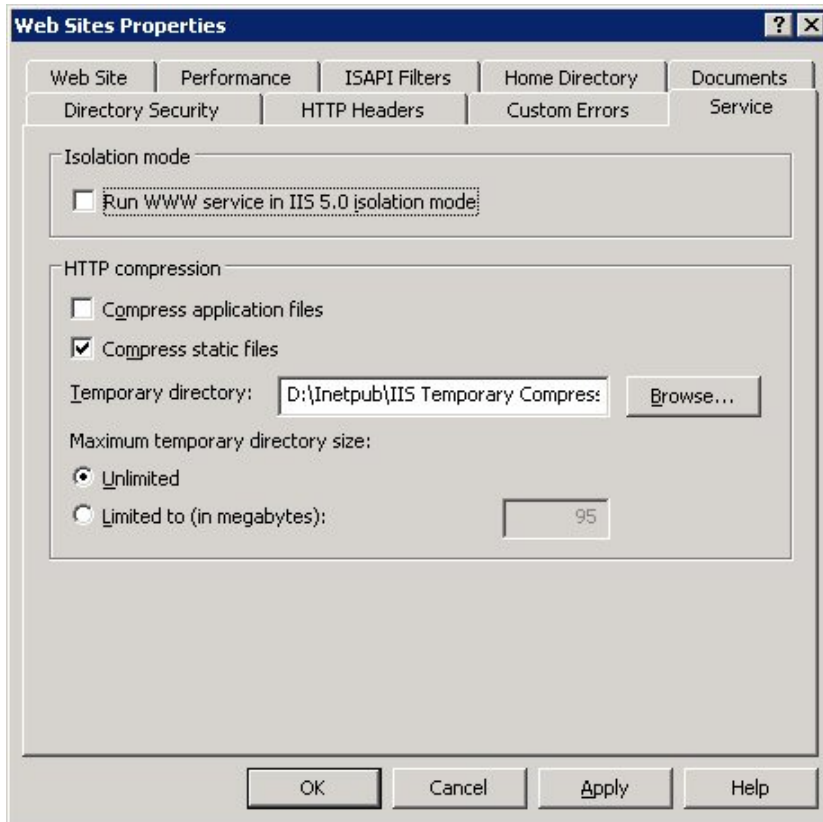 Web Sites Properties
Web Site Performance ISAPI Filters Home Directory Documents
Directory Security HTTP Headers Custom Errors Service
Isolation mode
Run WWW service in IIS 5.0 isolation mode
HTTP compression
Compress application files
Compress static files
Temporary directory: D:\Inetpub\IIS Temporary Compress Browse...
Maximum temporary directory size:
Unlimited
Limited to (in megabytes): 95
OK Cancel Apply Help